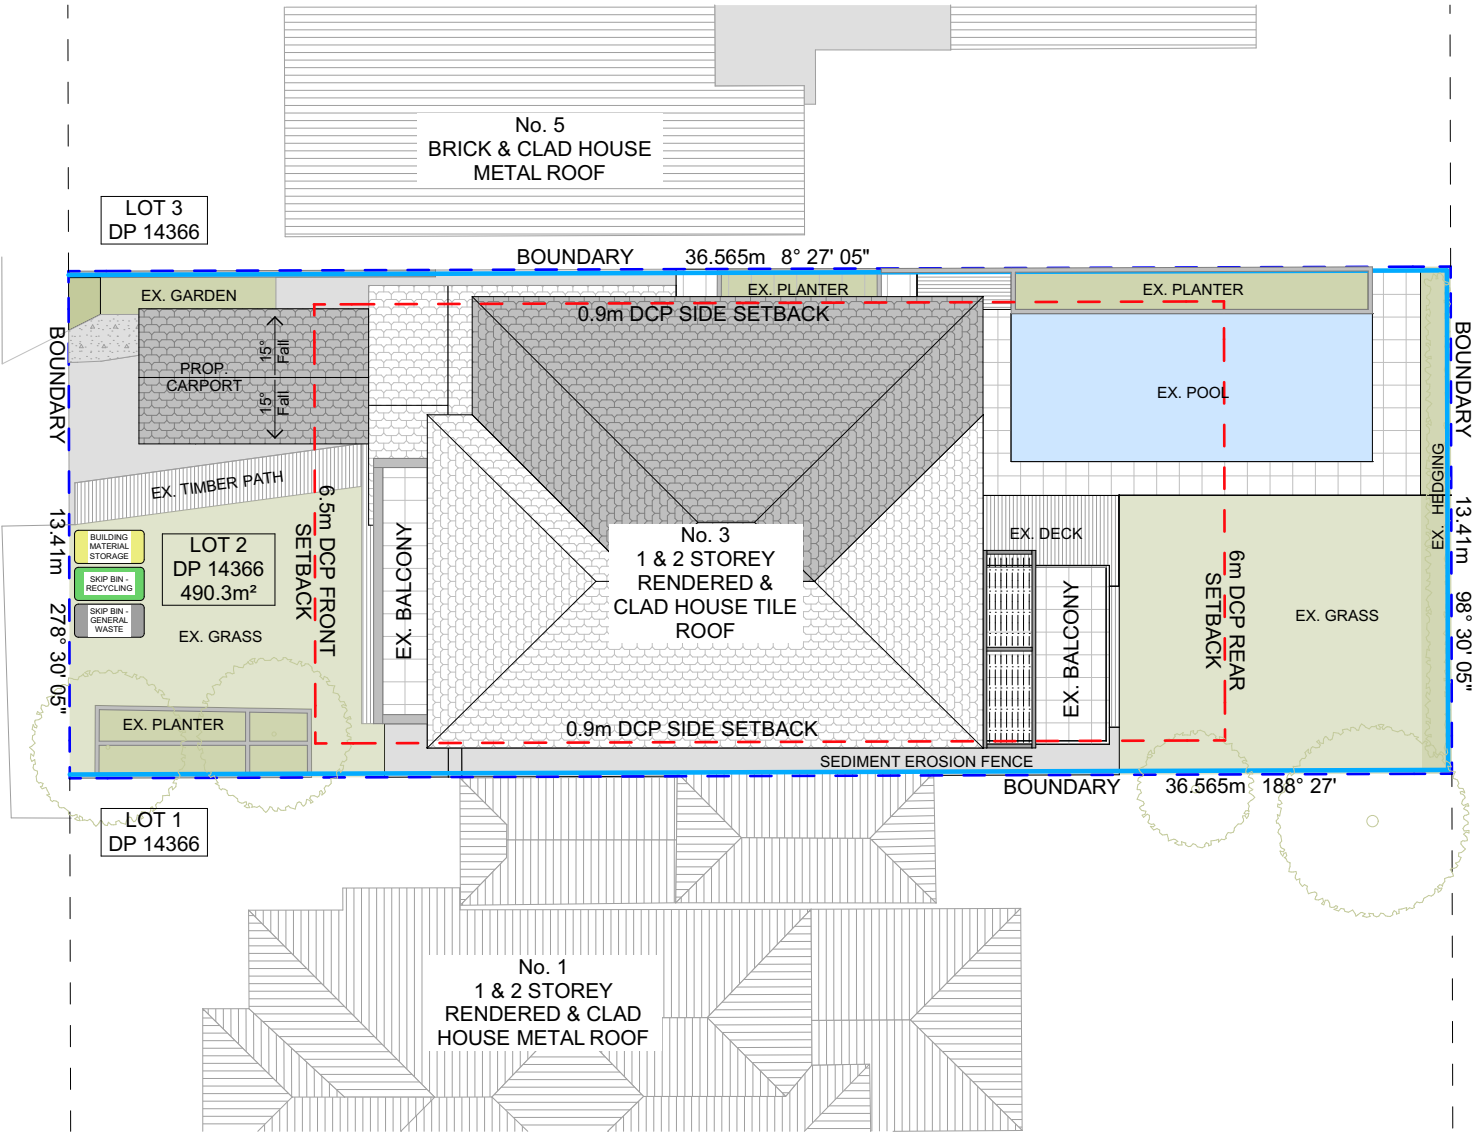 No. 5
BRICK & CLAD HOUSE
METAL ROOF
LOT 3
DP 14366
BOUNDARY 36.565m 8° 27' 05"
EX. GARDEN
EX. PLANTER
EX. PLANTER
0.9m DCP SIDE SETBACK
15°
Fall
PROP.
CARPORT
15°
Fall
EX. POOL
BOUNDARY 13.41m 278° 30' 05"
BOUNDARY 13.41m 98° 30' 05"
EX. HEDGING
EX. TIMBER PATH
6.5m DCP FRONT
SETBACK
BUILDING
MATERIAL
STORAGE
SKIP BIN -
RECYCLING
SKIP BIN -
GENERAL
WASTE
LOT 2
DP 14366
490.3m²
EX. GRASS
EX. BALCONY
No. 3
1 & 2 STOREY
RENDERED &
CLAD HOUSE TILE
ROOF
EX. DECK
EX. BALCONY
6m DCP REAR
SETBACK
EX. GRASS
EX. PLANTER
0.9m DCP SIDE SETBACK
SEDIMENT EROSION FENCE
BOUNDARY 36.565m 188° 27'
LOT 1
DP 14366
No. 1
1 & 2 STOREY
RENDERED & CLAD
HOUSE METAL ROOF